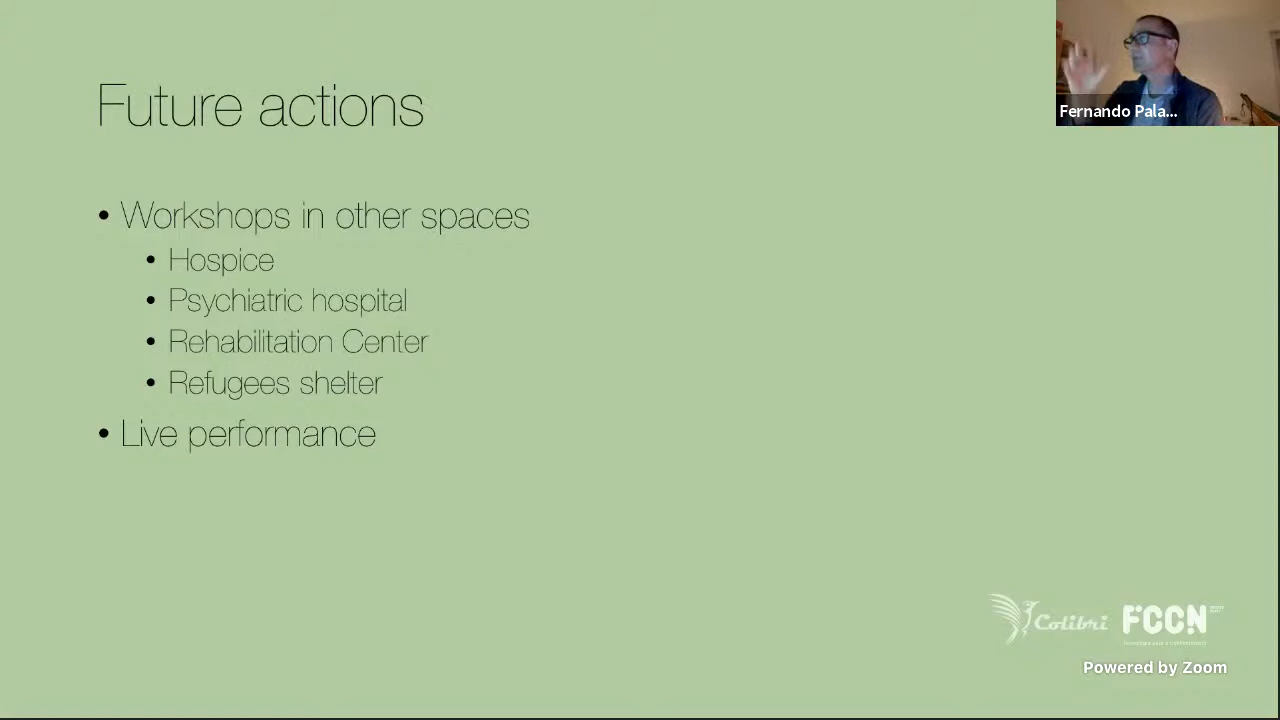 Future actions
Fernando Pala...
• Workshops in other spaces
• Hospice
• Psychiatric hospital
• Rehabilitation Center
• Refugees shelter
• Live performance
Colibri FCCN
Powered by Zoom